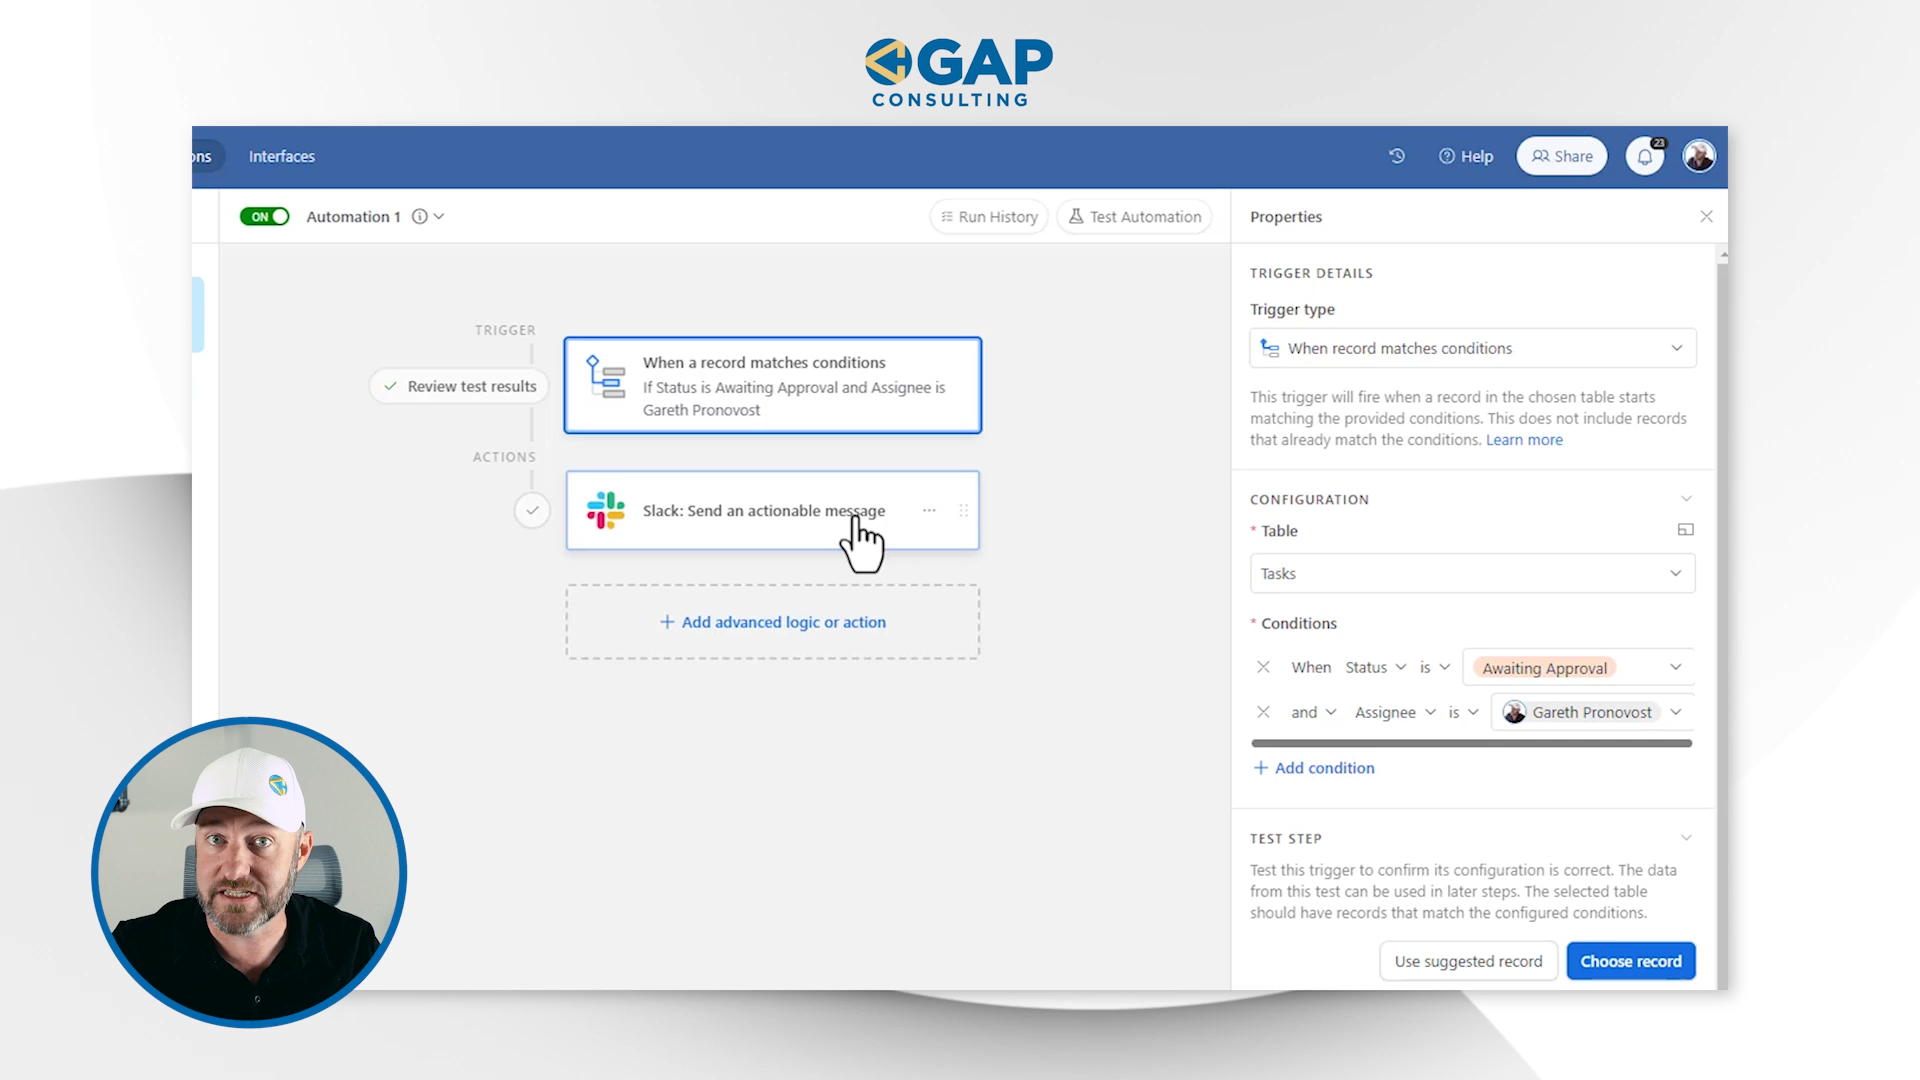 GAP
CONSULTING
ons
Interfaces
Help
Share
23
ON
Automation 1
Run History
Test Automation
Properties
TRIGGER
When a record matches conditions
If Status is Awaiting Approval and Assignee is
Gareth Pronovost
Review test results
ACTIONS
Slack: Send an actionable message
+ Add advanced logic or action
TRIGGER DETAILS
Trigger type
When record matches conditions
This trigger will fire when a record in the chosen table starts
matching the provided conditions. This does not include records
that already match the conditions. Learn more
CONFIGURATION
* Table
Tasks
* Conditions
When Status is Awaiting Approval
and Assignee is Gareth Pronovost
+ Add condition
TEST STEP
Test this trigger to confirm its configuration is correct. The data
from this test can be used in later steps. The selected table
should have records that match the configured conditions.
Use suggested record
Choose record